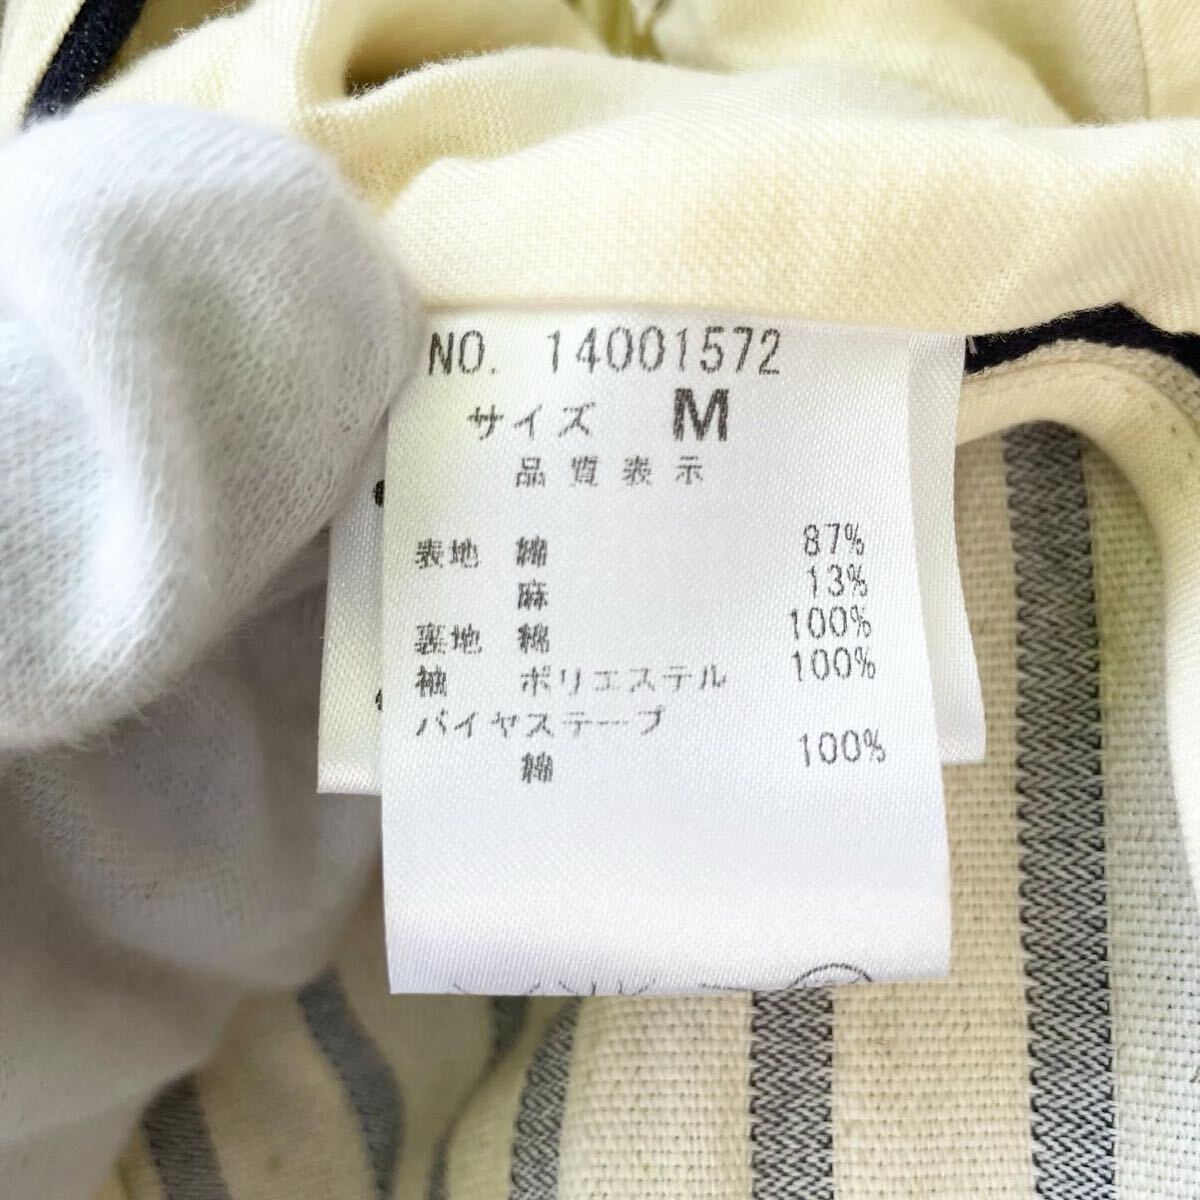 NO. 14001572
サイズ M
品質表示
表地 綿 87%
麻 13%
裏地 綿 100%
袖 ポリエステル 100%
バイヤステープ
綿 100%